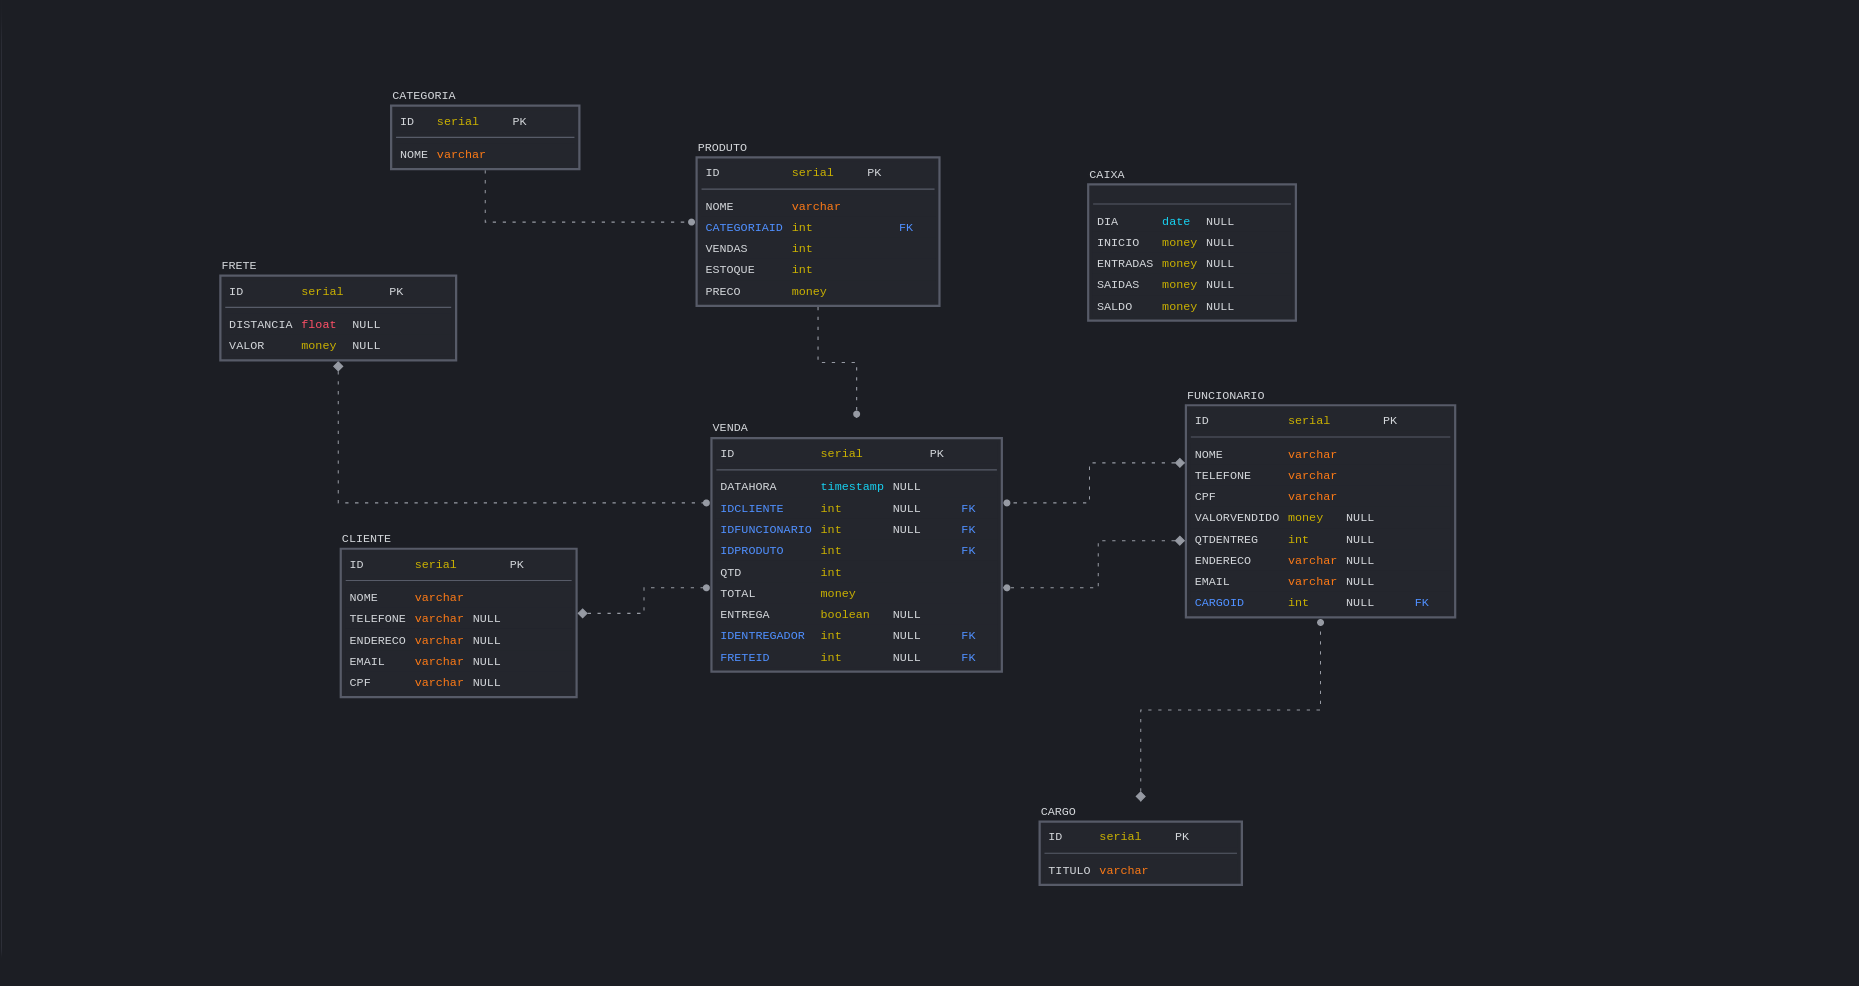 CATEGORIA
ID serial PK
NOME varchar
PRODUTO
ID serial PK
NOME varchar
CATEGORIAID int FK
VENDAS int
ESTOQUE int
PRECO money
CAIXA
DIA date NULL
INICIO money NULL
ENTRADAS money NULL
SAIDAS money NULL
SALDO money NULL
FRETE
ID serial PK
DISTANCIA float NULL
VALOR money NULL
FUNCIONARIO
ID serial PK
NOME varchar
TELEFONE varchar
CPF varchar
VALORVENDIDO money NULL
QTDENTREG int NULL
ENDERECO varchar NULL
EMAIL varchar NULL
CARGOID int NULL FK
VENDA
ID serial PK
DATAHORA timestamp NULL
IDCLIENTE int NULL FK
IDFUNCIONARIO int NULL FK
IDPRODUTO int FK
QTD int
TOTAL money
ENTREGA boolean NULL
IDENTREGADOR int NULL FK
FRETEID int NULL FK
CLIENTE
ID serial PK
NOME varchar
TELEFONE varchar NULL
ENDERECO varchar NULL
EMAIL varchar NULL
CPF varchar NULL
CARGO
ID serial PK
TITULO varchar